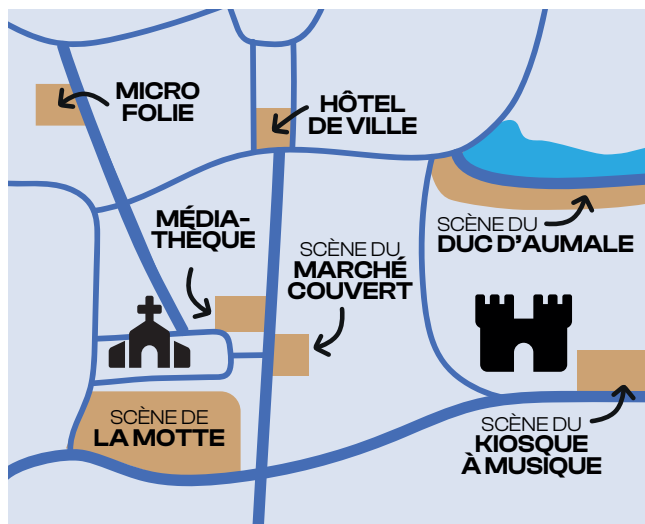 MICRO
FOLIE
HÔTEL
DE VILLE
MÉDIA-
THÈQUE
SCÈNE DU
MARCHÉ
COUVERT
SCÈNE DU
DUC D'AUMALE
SCÈNE DE
LA MOTTE
SCÈNE DU
KIOSQUE
À MUSIQUE